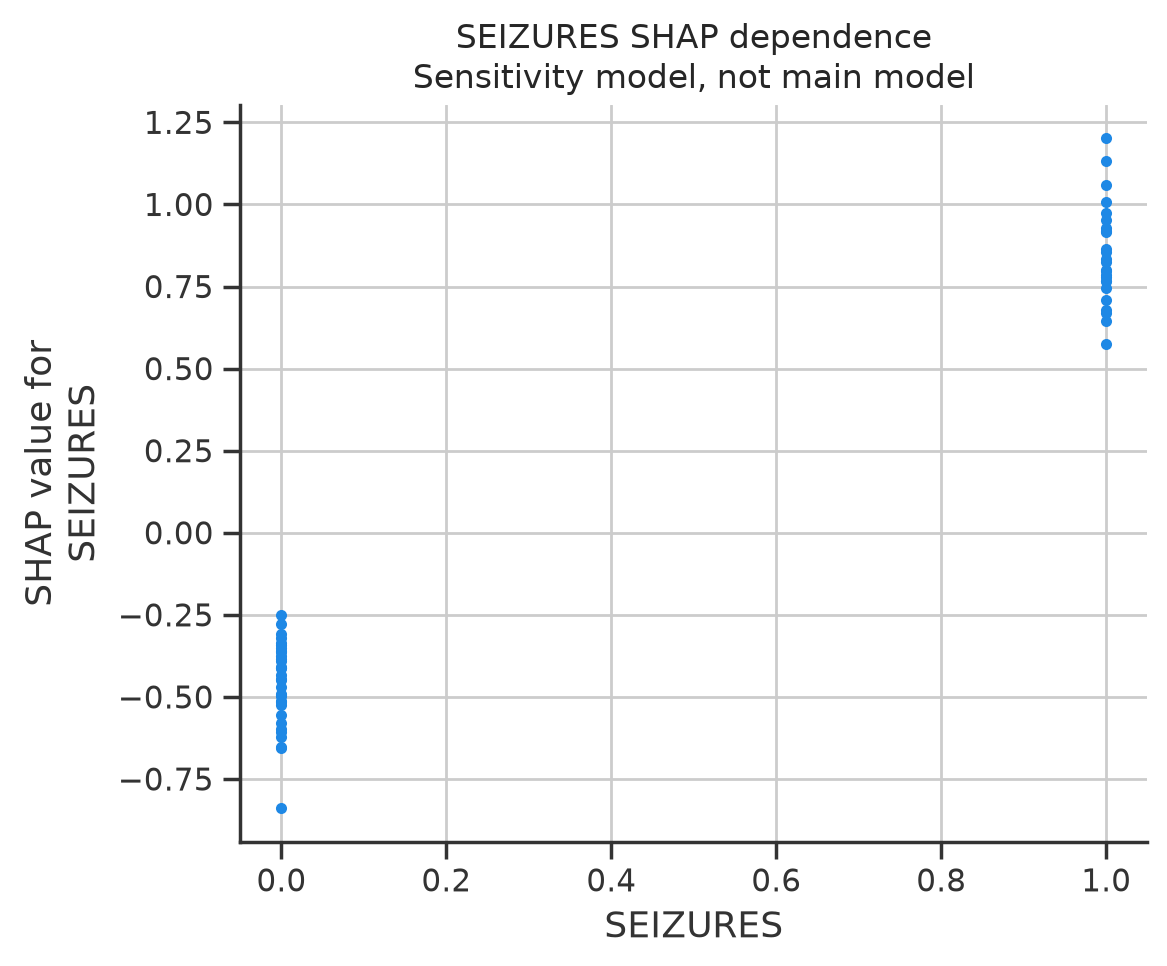 SEIZURES SHAP dependence
Sensitivity model, not main model
SHAP value for
SEIZURES
1.25
1.00
0.75
0.50
0.25
0.00
−0.25
−0.50
−0.75
0.0 0.2 0.4 0.6 0.8 1.0
SEIZURES